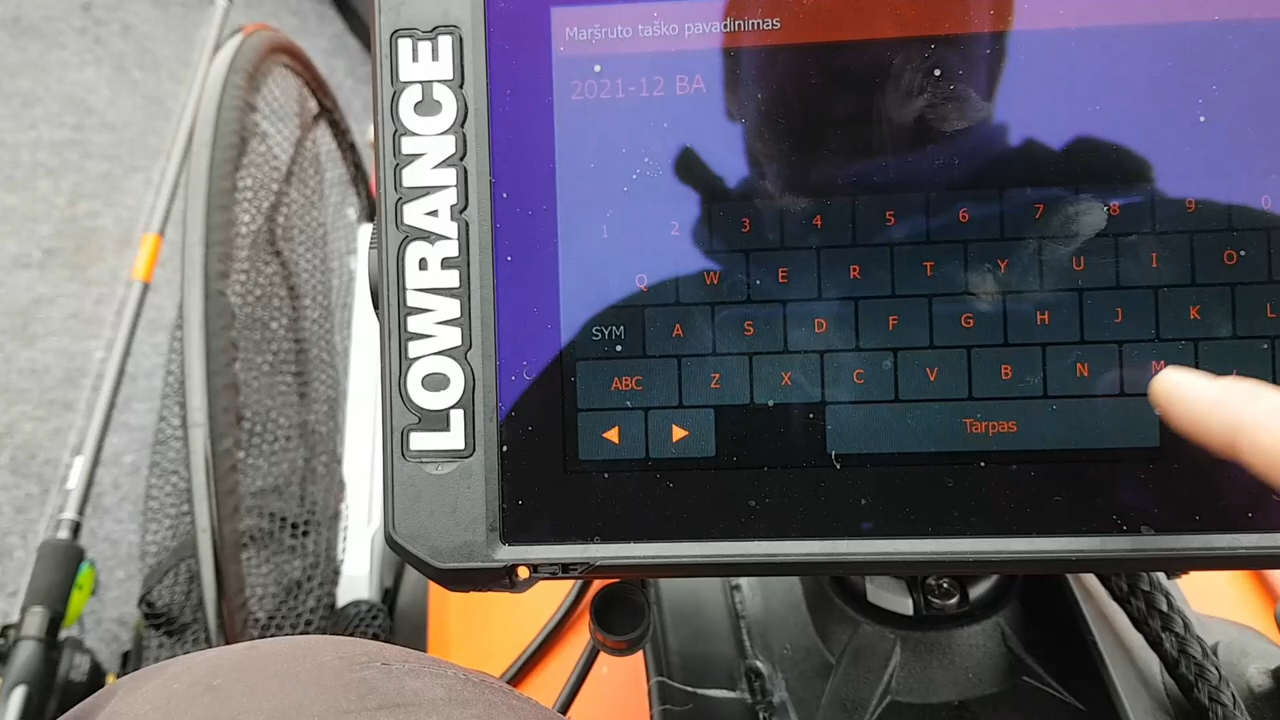 LOWRANCE
Maršruto taško pavadinimas
2021-12 BA
1 2 3 4 5 6 7 8 9 0
Q W E R T Y U I O
SYM A S D F G H J K L
ABC Z X C V B N M
Tarpas